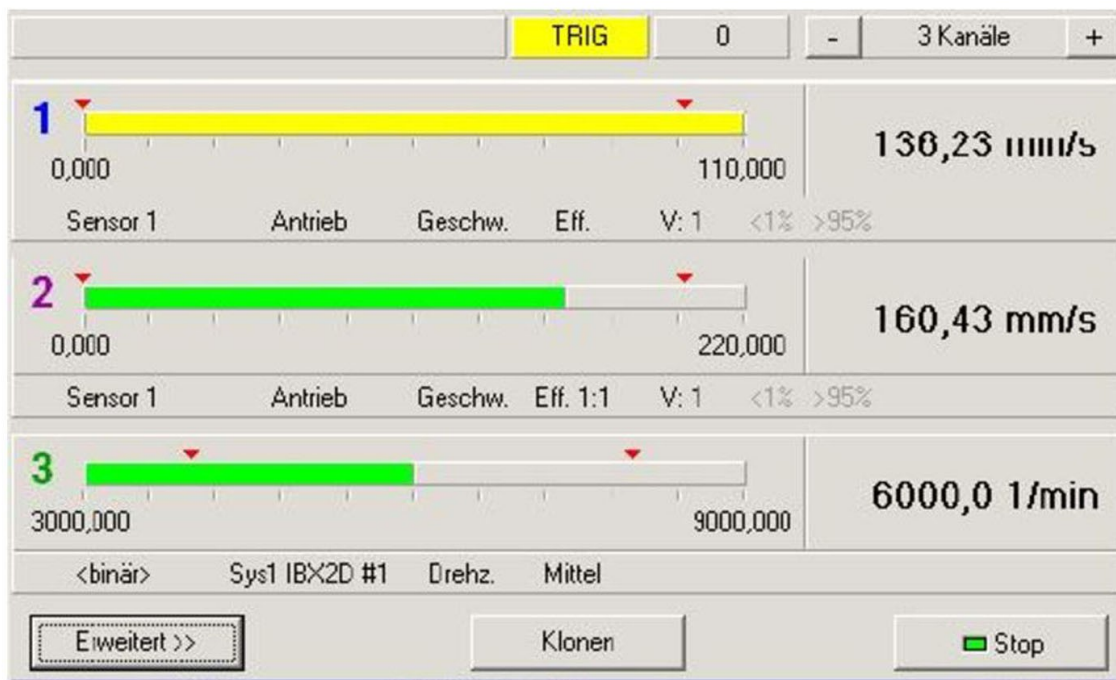 TRIG 0 - 3 Kanäle +
1
136,23 mm/s
0,000 110,000
Sensor 1 Antrieb Geschw. Eff. V: 1 <1% >95%
2
160,43 mm/s
0,000 220,000
Sensor 1 Antrieb Geschw. Eff. 1:1 V: 1 <1% >95%
3
6000,0 1/min
3000,000 9000,000
<binär> Sys1 IBX2D #1 Drehz. Mittel
Erweitert >> Klonen Stop